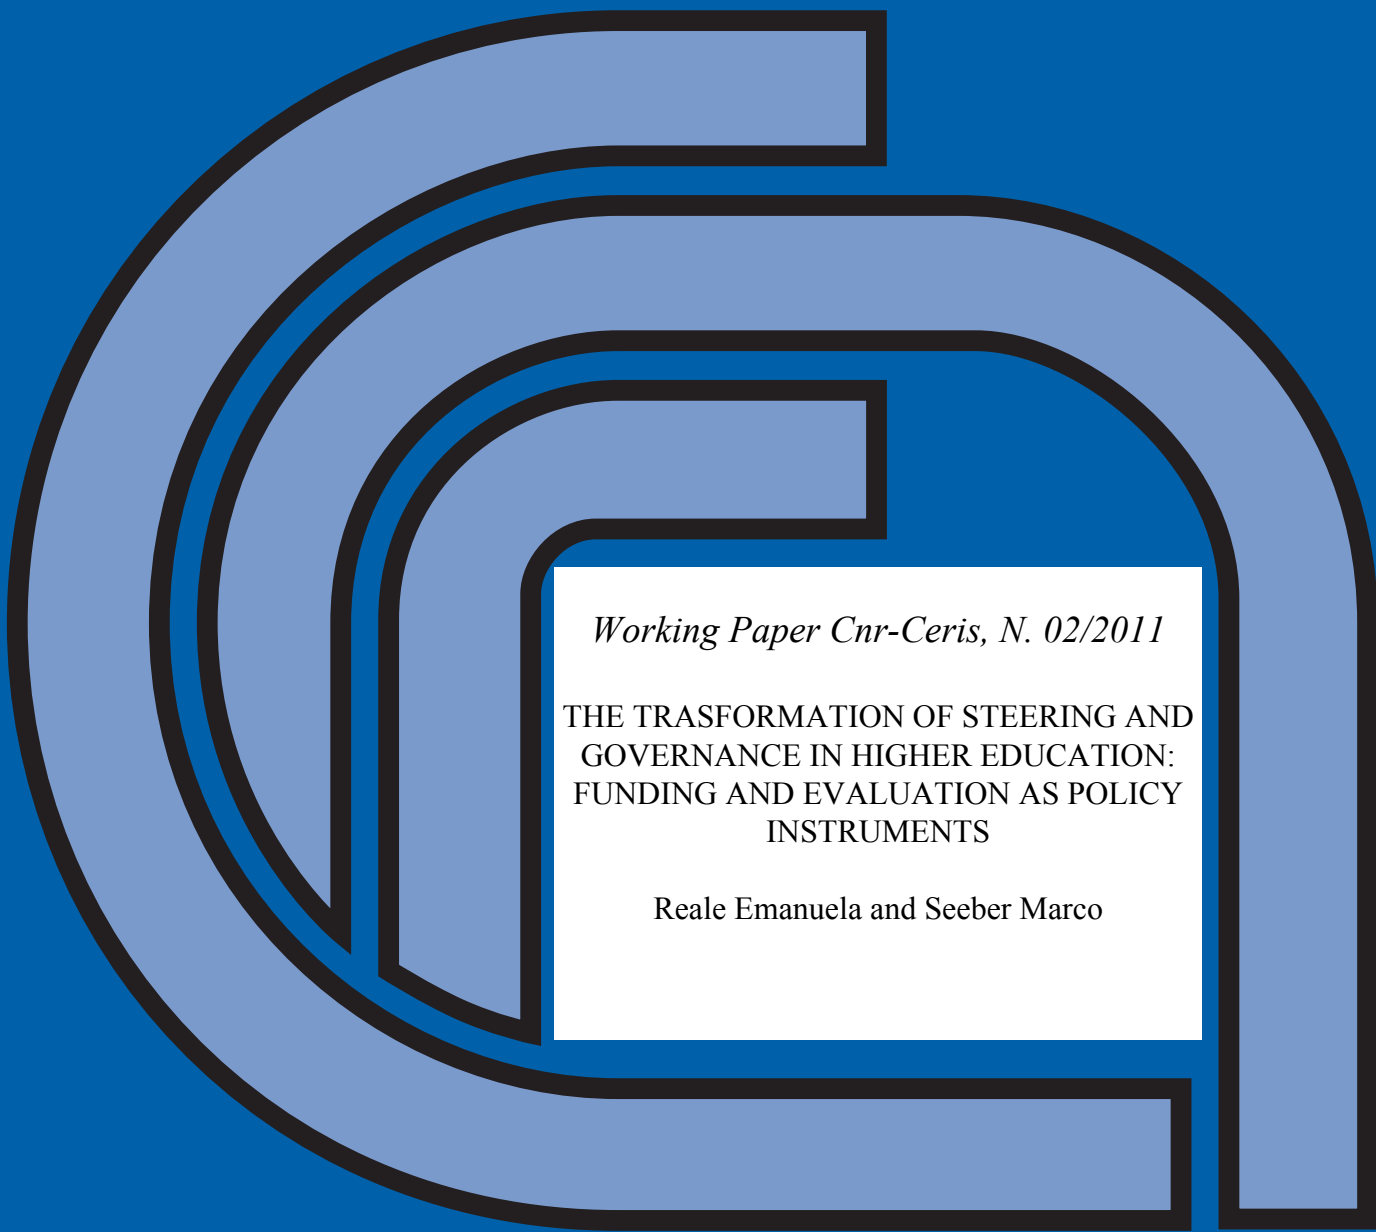 Working Paper Cnr-Ceris, N. 02/2011
THE TRASFORMATION OF STEERING AND
GOVERNANCE IN HIGHER EDUCATION:
FUNDING AND EVALUATION AS POLICY
INSTRUMENTS
Reale Emanuela and Seeber Marco